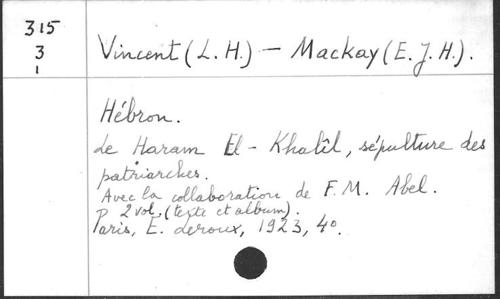 315
3
1
Vincent (L. H.) – Mackay (E. J. H.).
Hébron.
Le Haram El - Khalîl, sépulture des
patriarches.
Avec la collaboration de F. M. Abel.
2 vol. (texte et album).
Paris, E. Leroux, 1923, 4°.